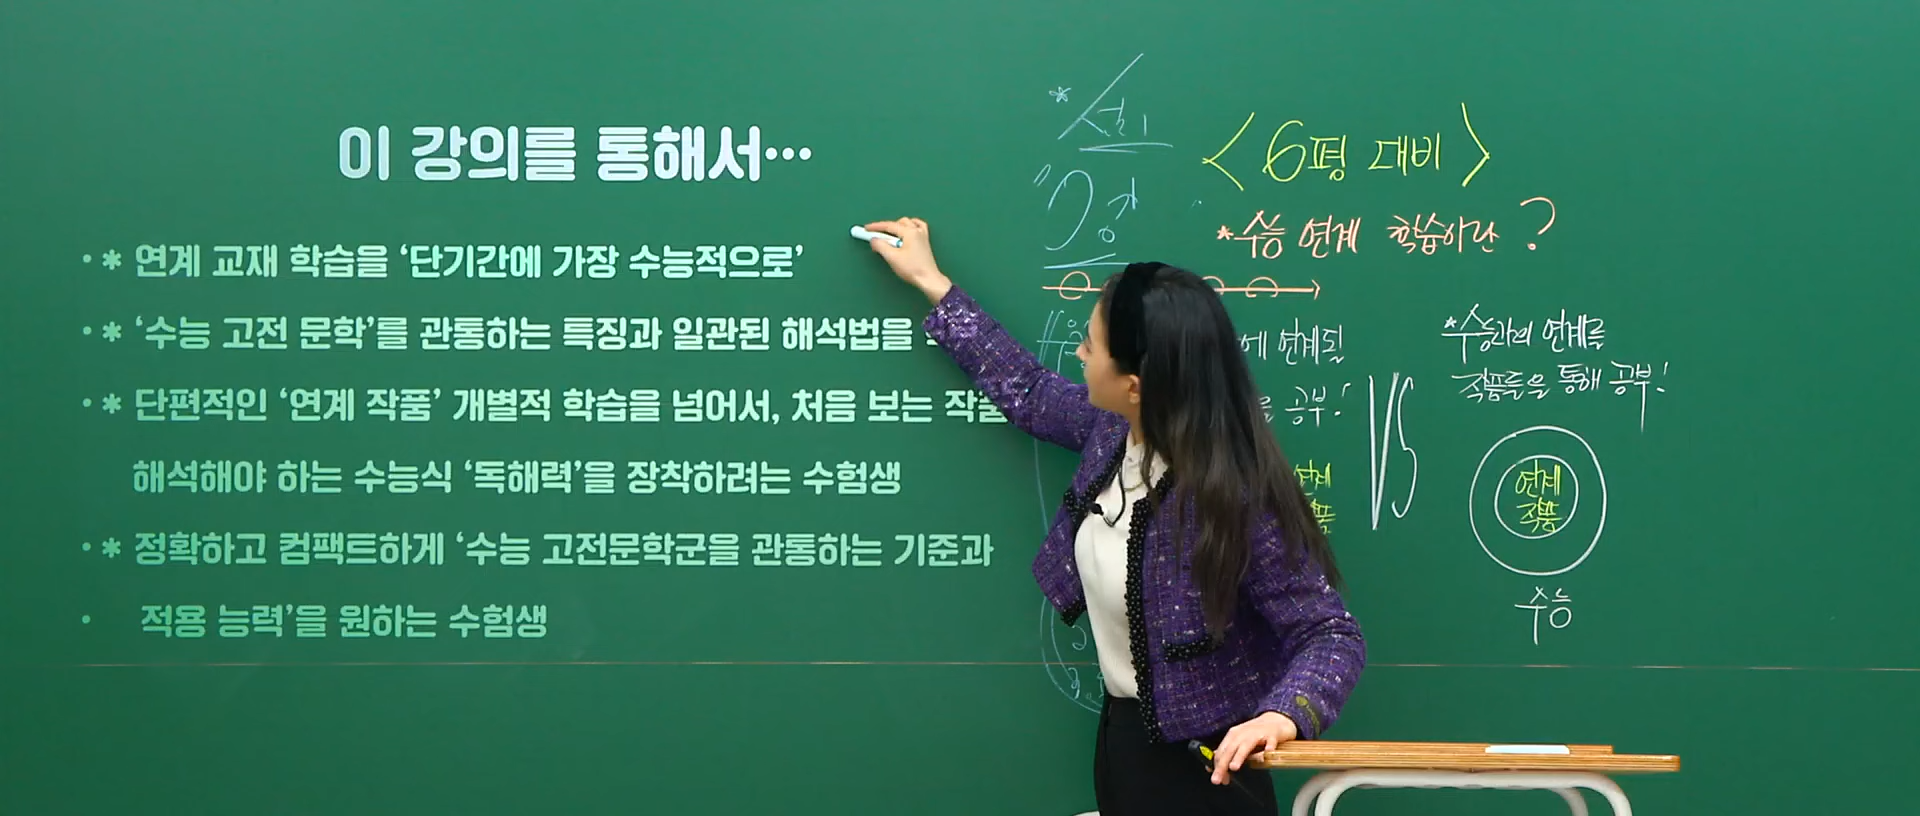 이 강의를 통해서…
• * 연계 교재 학습을 ‘단기간에 가장 수능적으로’
• * ‘수능 고전 문학’를 관통하는 특징과 일관된 해석법을
• * 단편적인 ‘연계 작품’ 개별적 학습을 넘어서, 처음 보는 작품
해석해야 하는 수능식 ‘독해력’을 장착하려는 수험생
• * 정확하고 컴팩트하게 ‘수능 고전문학군을 관통하는 기준과
• 적용 능력’을 원하는 수험생
<6평 대비>
*수능 연계 학습이란 ?
에 연계될
공부!
연계
VS
*수능과의 연계를
작품들을 통해 공부!
연계
작품
수능